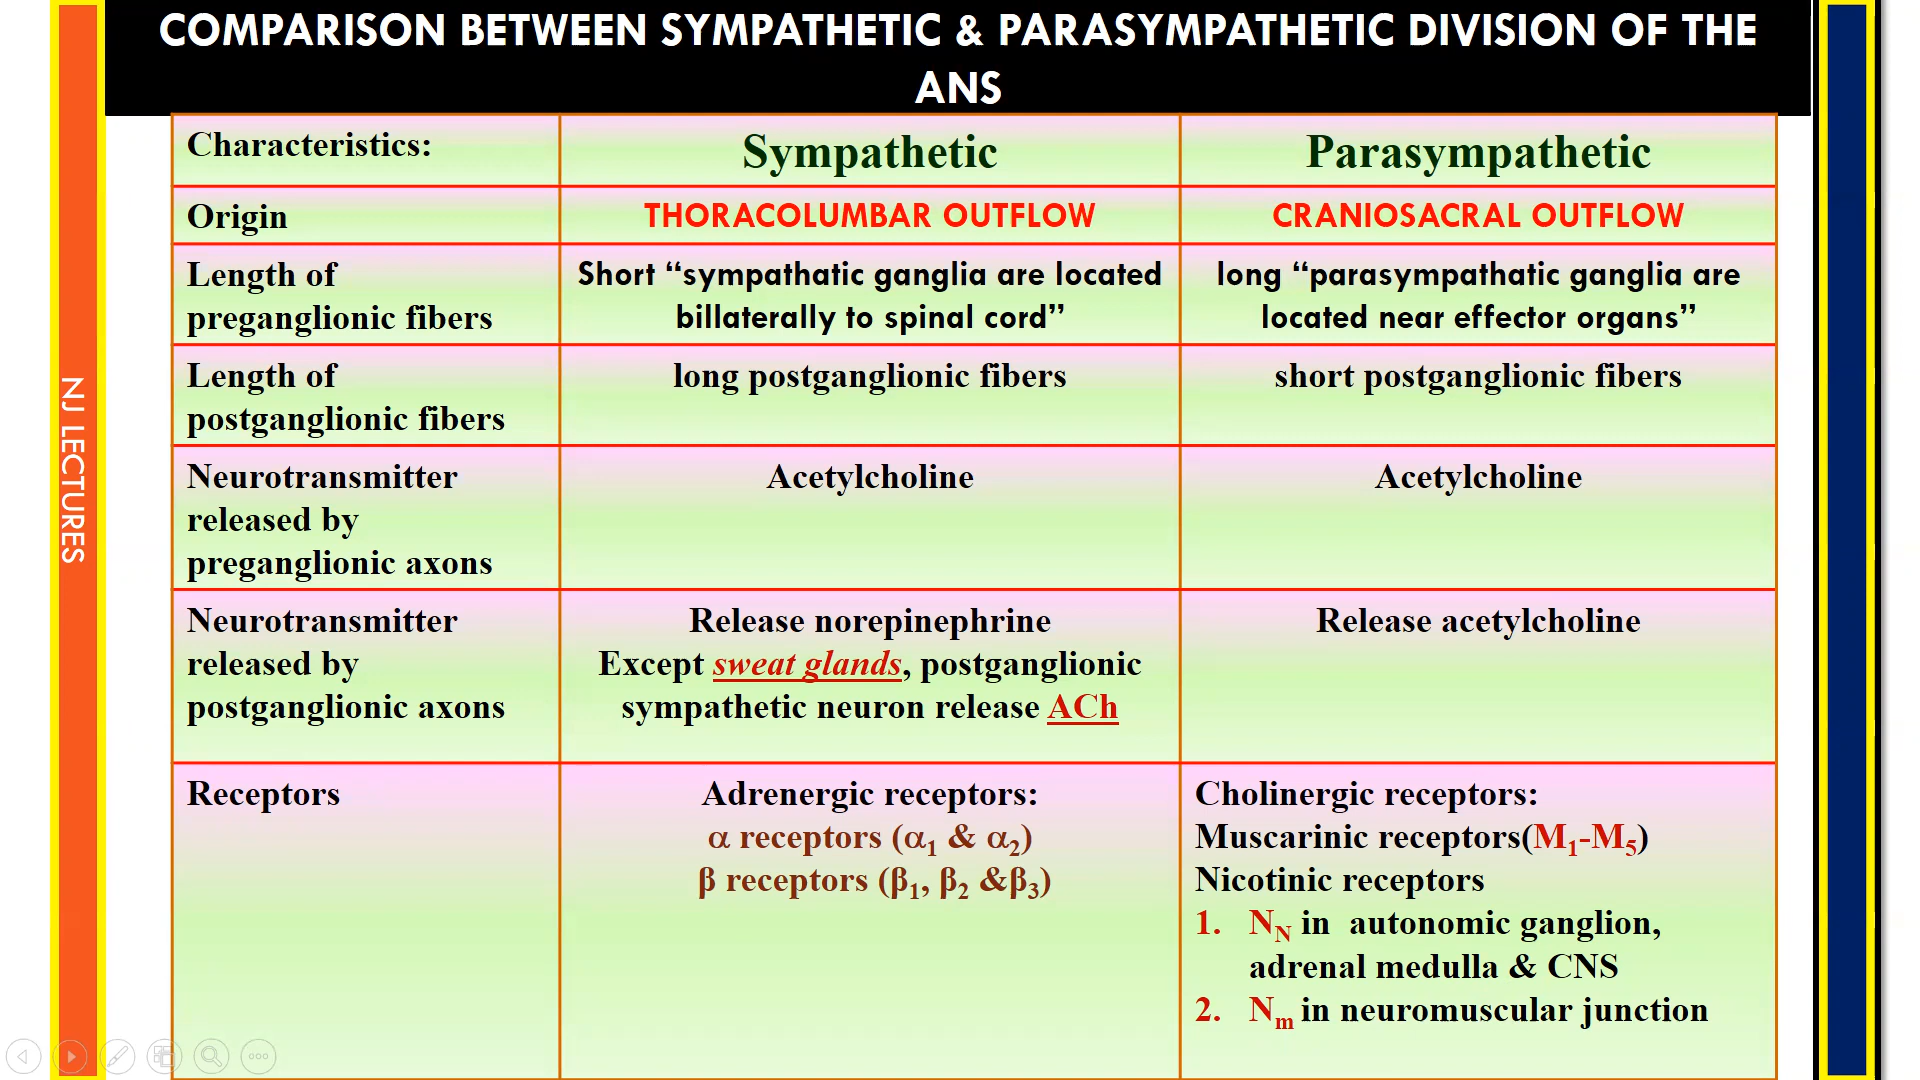 COMPARISON BETWEEN SYMPATHETIC & PARASYMPATHETIC DIVISION OF THE
ANS
NJ LECTURES
Characteristics:
Sympathetic
Parasympathetic
Origin
THORACOLUMBAR OUTFLOW
CRANIOSACRAL OUTFLOW
Length of
preganglionic fibers
Short “sympathatic ganglia are located
billaterally to spinal cord”
long “parasympathatic ganglia are
located near effector organs”
Length of
postganglionic fibers
long postganglionic fibers
short postganglionic fibers
Neurotransmitter
released by
preganglionic axons
Acetylcholine
Acetylcholine
Neurotransmitter
released by
postganglionic axons
Release norepinephrine
Except sweat glands, postganglionic
sympathetic neuron release ACh
Release acetylcholine
Receptors
Adrenergic receptors:
α receptors (α1 & α2)
β receptors (β1, β2 &β3)
Cholinergic receptors:
Muscarinic receptors(M1-M5)
Nicotinic receptors
1. NN in autonomic ganglion,
adrenal medulla & CNS
2. Nm in neuromuscular junction